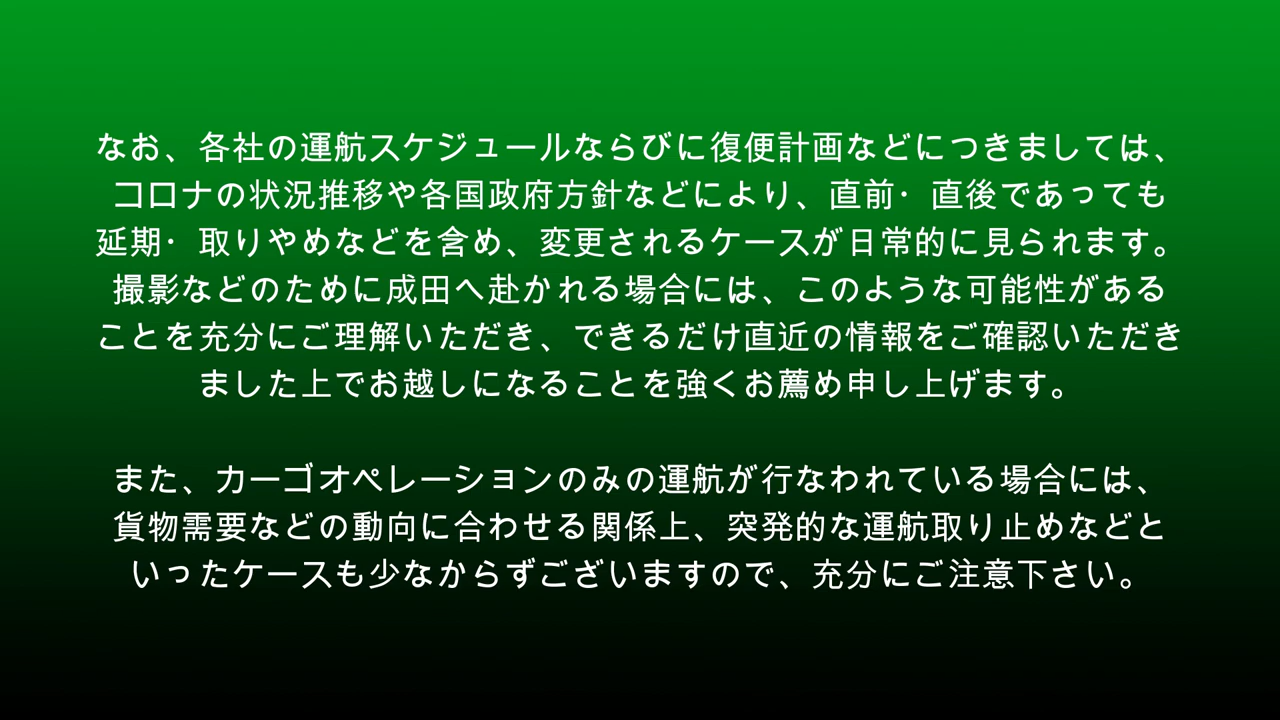 なお、各社の運航スケジュールならびに復便計画などにつきましては、
コロナの状況推移や各国政府方針などにより、直前・直後であっても
延期・取りやめなどを含め、変更されるケースが日常的に見られます。
撮影などのために成田へ赴かれる場合には、このような可能性がある
ことを充分にご理解いただき、できるだけ直近の情報をご確認いただき
ました上でお越しになることを強くお薦め申し上げます。
また、カーゴオペレーションのみの運航が行なわれている場合には、
貨物需要などの動向に合わせる関係上、突発的な運航取り止めなどと
いったケースも少なからずございますので、充分にご注意下さい。